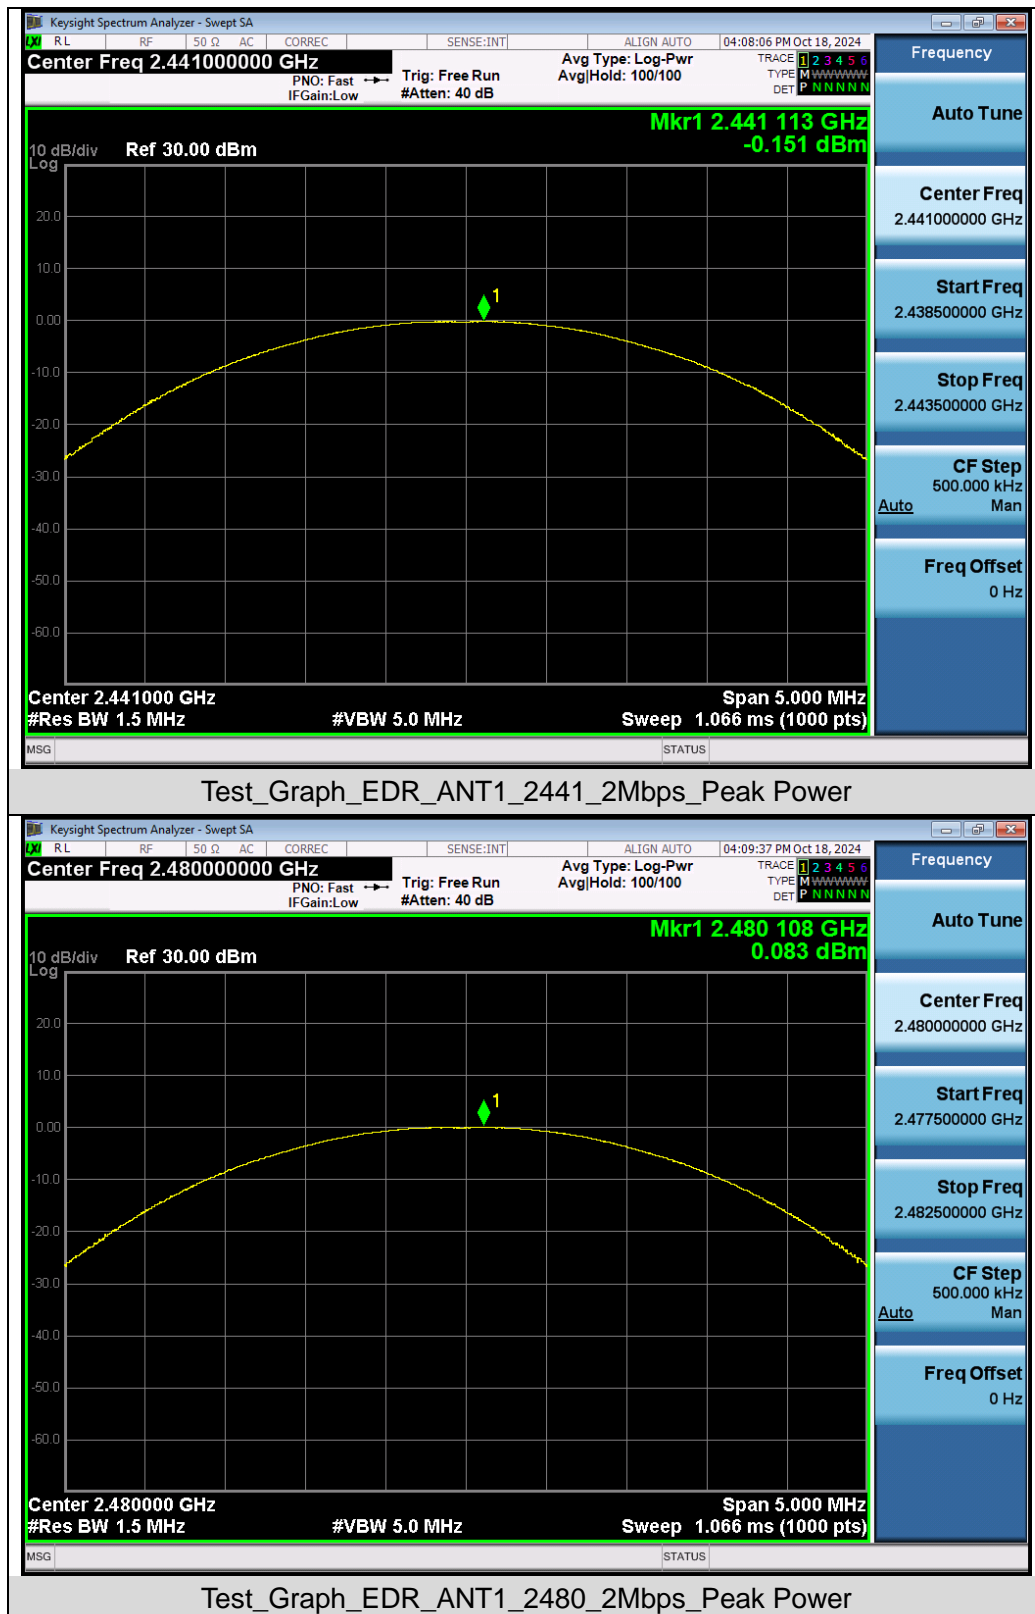 Keysight Spectrum Analyzer - Swept SA
LXI RL RF 50 Ω AC CORREC SENSE:INT ALIGN AUTO 04:08:06 PM Oct 18, 2024
Center Freq 2.441000000 GHz
PNO: Fast
IFGain:Low
Trig: Free Run
#Atten: 40 dB
Avg Type: Log-Pwr
Avg|Hold: 100/100
TRACE 1 2 3 4 5 6
TYPE M WWWWW
DET P N N N N N
Mkr1 2.441 113 GHz
-0.151 dBm
10 dB/div
Log
Ref 30.00 dBm
20.0
10.0
0.00
-10.0
-20.0
-30.0
-40.0
-50.0
-60.0
1
Center 2.441000 GHz
Span 5.000 MHz
#Res BW 1.5 MHz
#VBW 5.0 MHz
Sweep 1.066 ms (1000 pts)
MSG
STATUS
Frequency
Auto Tune
Center Freq
2.441000000 GHz
Start Freq
2.438500000 GHz
Stop Freq
2.443500000 GHz
CF Step
500.000 kHz
Auto Man
Freq Offset
0 Hz
Test_Graph_EDR_ANT1_2441_2Mbps_Peak Power
Keysight Spectrum Analyzer - Swept SA
LXI RL RF 50 Ω AC CORREC SENSE:INT ALIGN AUTO 04:09:37 PM Oct 18, 2024
Center Freq 2.480000000 GHz
PNO: Fast
IFGain:Low
Trig: Free Run
#Atten: 40 dB
Avg Type: Log-Pwr
Avg|Hold: 100/100
TRACE 1 2 3 4 5 6
TYPE M WWWWW
DET P N N N N N
Mkr1 2.480 108 GHz
0.083 dBm
10 dB/div
Log
Ref 30.00 dBm
20.0
10.0
0.00
-10.0
-20.0
-30.0
-40.0
-50.0
-60.0
1
Center 2.480000 GHz
Span 5.000 MHz
#Res BW 1.5 MHz
#VBW 5.0 MHz
Sweep 1.066 ms (1000 pts)
MSG
STATUS
Frequency
Auto Tune
Center Freq
2.480000000 GHz
Start Freq
2.477500000 GHz
Stop Freq
2.482500000 GHz
CF Step
500.000 kHz
Auto Man
Freq Offset
0 Hz
Test_Graph_EDR_ANT1_2480_2Mbps_Peak Power